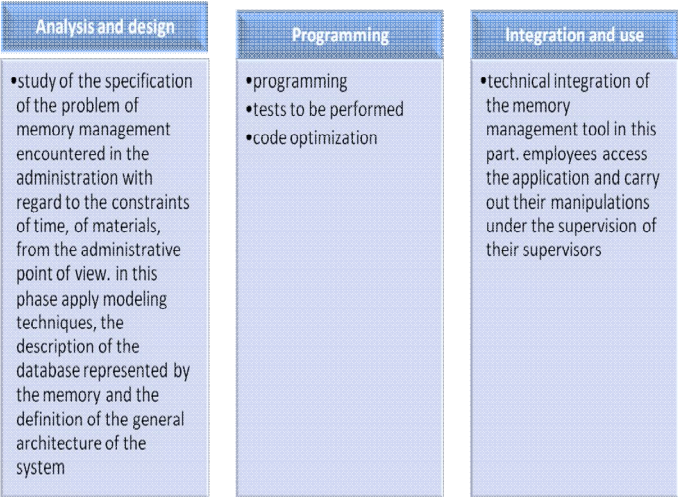 Analysis and design
•study of the specification
of the problem of
memory management
encountered in the
administration with
regard to the constraints
of time, of materials,
from the administrative
point of view. in this
phase apply modeling
techniques, the
description of the
database represented by
the memory and the
definition of the general
architecture of the
system
Programming
•programming
•tests to be performed
•code optimization
Integration and use
•technical integration of
the memory
management tool in this
part. employees access
the application and carry
out their manipulations
under the supervision of
their supervisors